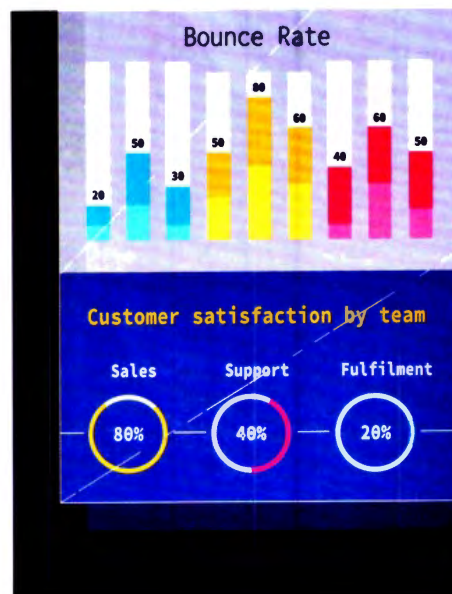 Bounce Rate
80
50 50 60 60 50
20 30 40
Customer satisfaction by team
Sales Support Fulfilment
80% 40% 20%